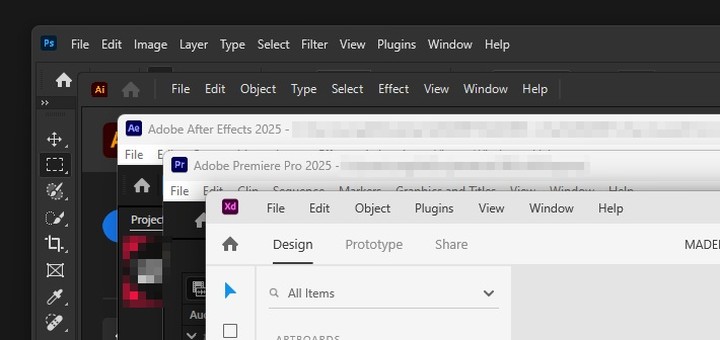 Ps File Edit Image Layer Type Select Filter View Plugins Window Help
Ai File Edit Object Type Select Effect View Window Help
Ae Adobe After Effects 2025 -
File
Pr Adobe Premiere Pro 2025 -
File Edit Clip Sequence Markers Graphics and Titles View Window Help
Project
Xd File Edit Object Plugins View Window Help
Design Prototype Share
All Items
ARTBOARDS